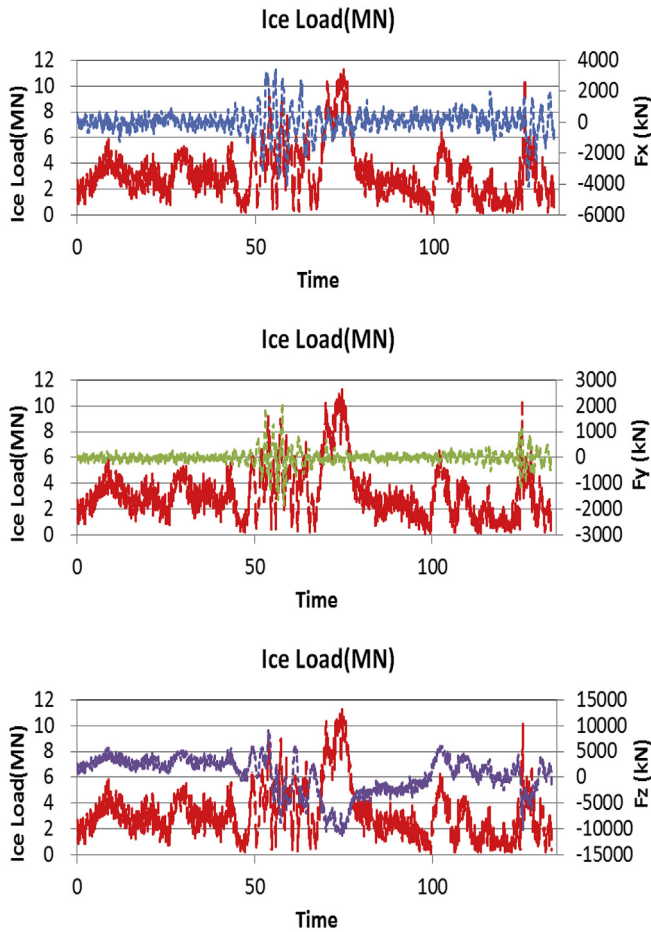 Ice Load(MN)
12 4000
10 2000
8 0
6 -2000
4 -4000
2 -6000
0
Ice Load(MN)
Fx (kN)
0 50 100
Time
Ice Load(MN)
12 3000
10 2000
8 1000
6 0
4 -1000
2 -2000
0 -3000
Ice Load(MN)
Fy (kN)
0 50 100
Time
Ice Load(MN)
12 15000
10 10000
8 5000
6 0
4 -5000
2 -10000
0 -15000
Ice Load(MN)
Fz (kN)
0 50 100
Time